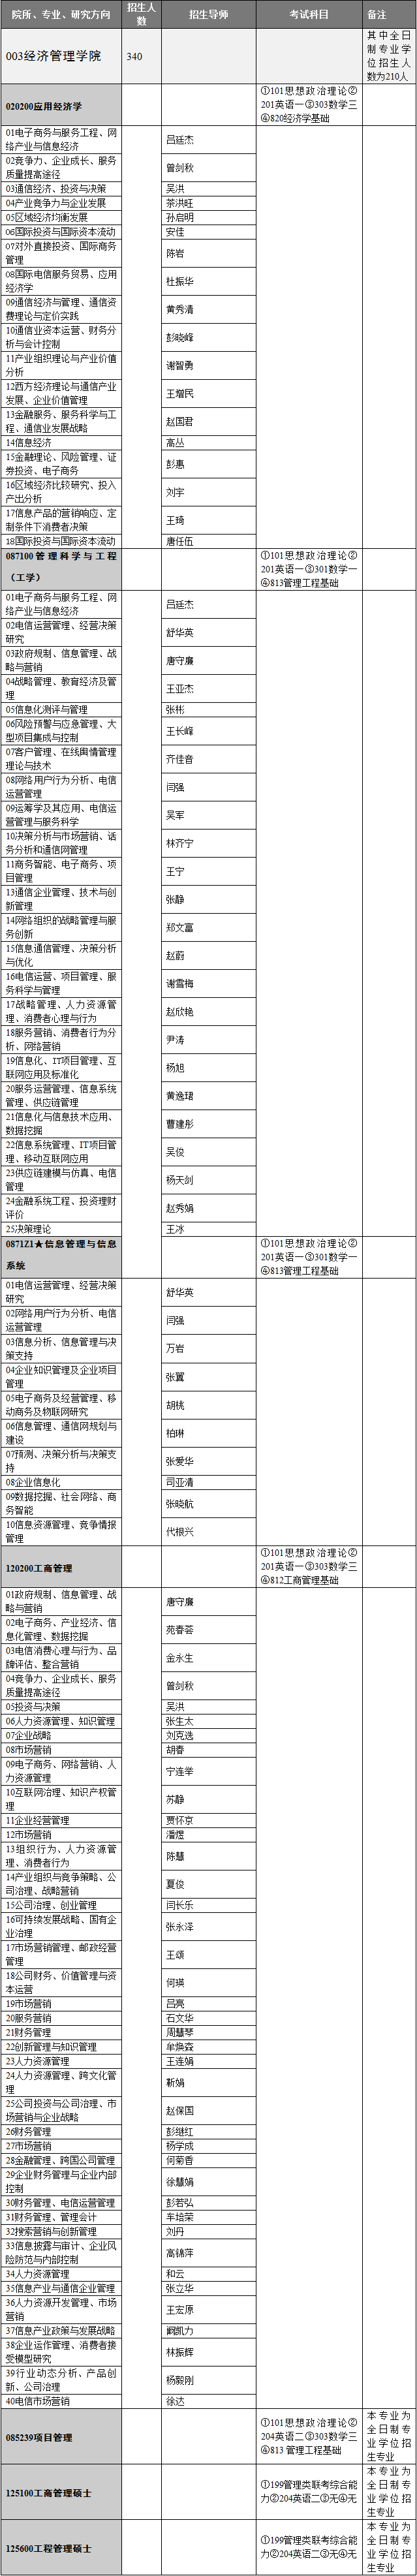 院所、专业、研究方向 招生人数 招生导师 考试科目 备注
003经济管理学院 340 其中全日制专业学位招生人数为210人
020200应用经济学 ①101思想政治理论②201英语一③303数学三④820经济学基础
01电子商务与服务工程、网络产业与信息经济 吕廷杰
02竞争力、企业成长、服务质量提高途径 曾剑秋
03通信经济、投资与决策 吴洪
04产业竞争力与企业发展 茶洪旺
05区域经济均衡发展 孙启明
06国际投资与国际资本流动 安佳
07对外直接投资、国际商务管理 陈岩
08国际电信服务贸易、应用经济学 杜振华
09通信经济与管理、通信资费理论与定价实践 黄秀清
10通信业资本运营、财务分析与会计控制 彭晓峰
11产业组织理论与产业价值分析 谢智勇
12西方经济理论与通信产业发展、企业价值管理 王增民
13金融服务、服务科学与工程、通信业发展战略 赵国君
14信息经济 高丛
15金融理论、风险管理、证券投资、电子商务 彭惠
16区域经济比较研究、投入产出分析 刘宇
17信息产品的营销响应、定制条件下消费者决策 王琦
18国际投资与国际资本流动 唐任伍
087100管理科学与工程（工学） ①101思想政治理论②201英语一③301数学一④813管理工程基础
01电子商务与服务工程、网络产业与信息经济 吕廷杰
02电信运营管理、经营决策研究 舒华英
03政府规制、信息管理、战略与营销 唐守廉
04战略管理、教育经济及管理 王亚杰
05信息化测评与管理 张彬
06风险预警与应急管理、大型项目集成与控制 王长峰
07客户管理、在线舆情管理理论与技术 齐佳音
08网络用户行为分析、电信运营管理 闫强
09运筹学及其应用、电信运营管理与服务科学 吴军
10决策分析与市场营销、话务分析和通信网管理 林齐宁
11商务智能、电子商务、项目管理 王宁
13通信企业管理、技术与创新管理 张静
14网络组织的战略管理与服务创新 郑文富
15信息通信管理、决策分析与优化 赵蔚
16电信运营、项目管理、服务科学与管理 谢雪梅
17战略管理、人力资源管理、消费者心理与行为 赵欣艳
18服务营销、消费者行为分析、网络营销 尹涛
19信息化、IT项目管理、互联网应用及标准化 杨旭
20服务运营管理、信息系统管理、供应链管理 黄逸珺
21信息化与信息技术应用、数据挖掘 曹建彤
22信息系统管理、IT项目管理、移动互联网应用 吴俊
23供应链建模与仿真、电信管理 杨天剑
24金融系统工程、投资理财评价 赵秀娟
25决策理论 王冰
0871Z1★信息管理与信息系统 ①101思想政治理论②201英语一③301数学一④813管理工程基础
01电信运营管理、经营决策研究 舒华英
02网络用户行为分析、电信运营管理 闫强
03信息分析、信息管理与决策支持 万岩
04企业知识管理及企业项目管理 张翼
05电子商务及经营管理、移动商务及物联网研究 胡桃
06信息管理、通信网规划与建设 柏琳
07预测、决策分析与决策支持 张爱华
08企业信息化 司亚清
09数据挖掘、社会网络、商务智能 张晓航
10信息资源管理、竞争情报管理 代根兴
120200工商管理 ①101思想政治理论②201英语一③303数学三④812工商管理基础
01政府规制、信息管理、战略与营销 唐守廉
02电子商务、产业经济、信息化管理、数据挖掘 苑春荟
03电信消费心理与行为、品牌评估、整合营销 金永生
04竞争力、企业成长、服务质量提高途径 曾剑秋
05投资与决策 吴洪
06人力资源管理、知识管理 张生太
07企业战略 刘克选
08市场营销 胡春
09电子商务、网络营销、人力资源管理 宁连举
10互联网治理、知识产权管理 苏静
11企业经营管理 贾怀京
12市场营销 潘煜
13组织行为、人力资源管理、消费者行为 陈慧
14产业组织与竞争策略、公司治理、战略营销 夏俊
15公司治理、创业管理 闫长乐
16可持续发展战略、国有企业治理 张永泽
17市场营销管理、邮政经营管理 王颂
18公司财务、价值管理与资本运营 何瑛
19市场营销 吕亮
20服务营销 石文华
21财务管理 周慧琴
22创新管理与知识管理 牟焕森
23人力资源管理 王连娟
24人力资源管理、跨文化管理 靳娟
25公司投资与公司治理、市场营销与企业战略 赵保国
26财务管理 彭继红
27市场营销 杨学成
28金融管理、跨国公司管理 何菊香
29企业财务管理与企业内部控制 徐慧娟
30财务管理、电信运营管理 彭若弘
31财务管理、管理会计 车培荣
32搜索营销与创新管理 刘丹
33信息披露与审计、企业风险防范与内部控制 高锦萍
34人力资源管理 和云
35信息产业与通信企业管理 张立华
36人力资源开发管理、市场营销 王宏原
37信息产业政策与发展战略 阚凯力
38企业运作管理、消费者接受模型研究 林振辉
39行业动态分析、产品创新、公司治理 杨毅刚
40电信市场营销 徐达
085239项目管理 ①101思想政治理论②204英语二③303数学三④813 管理工程基础 本专业为全日制专业学位招生专业
125100工商管理硕士 ①199管理类联考综合能力②204英语二③无④无 本专业为全日制专业学位招生专业
125600工程管理硕士 ①199管理类联考综合能力②204英语二③无④无 本专业为全日制专业学位招生专业